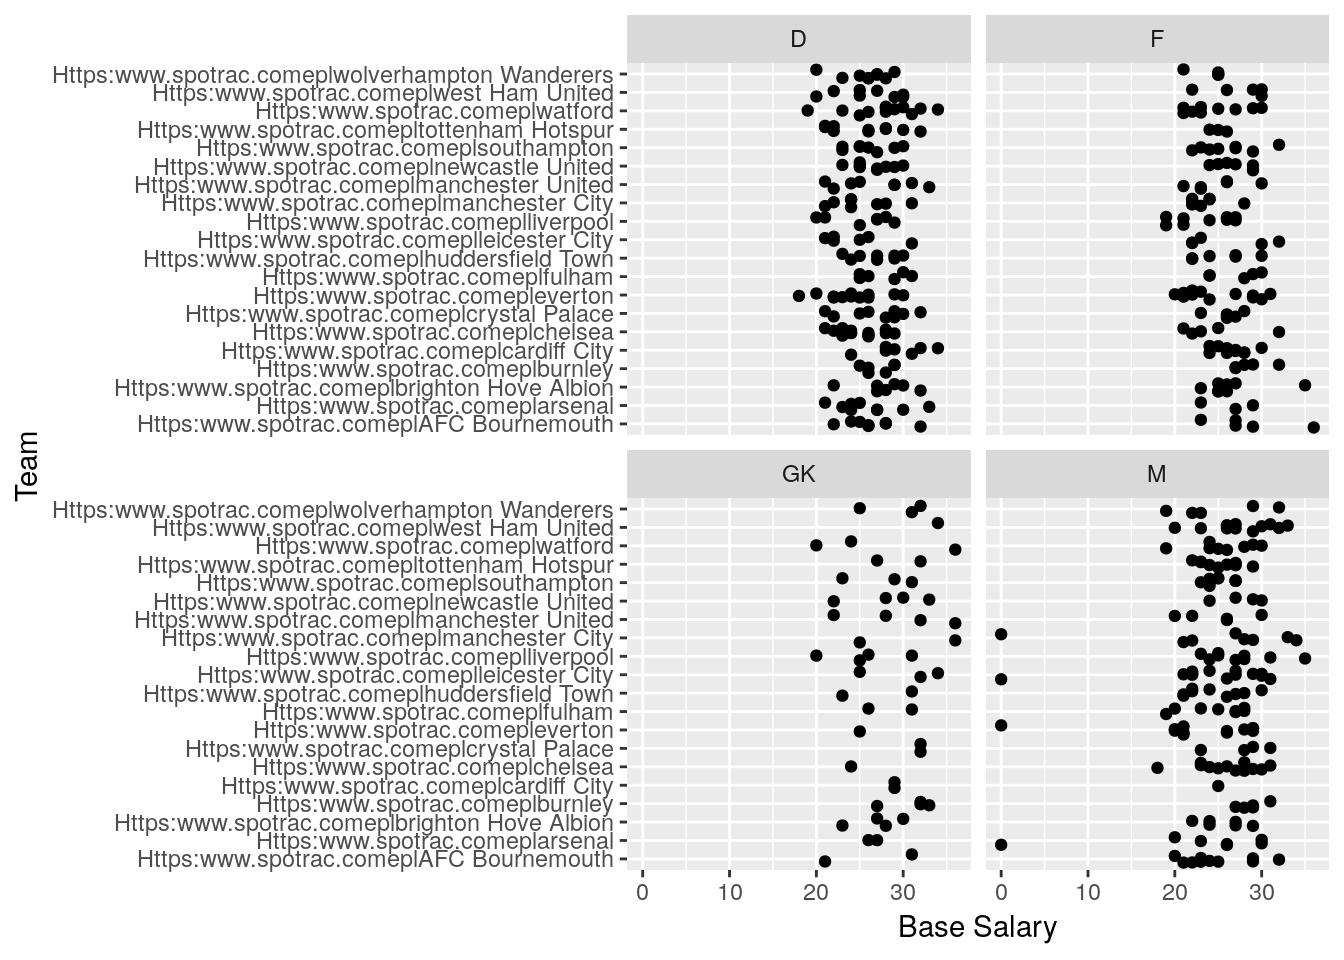 D
F
Https:www.spotrac.comeplwolverhampton Wanderers
Https:www.spotrac.comeplwest Ham United
Https:www.spotrac.comeplwatford
Https:www.spotrac.comepltottenham Hotspur
Https:www.spotrac.comeplsouthampton
Https:www.spotrac.comeplnewcastle United
Https:www.spotrac.comeplmanchester United
Https:www.spotrac.comeplmanchester City
Https:www.spotrac.complliverpool
Https:www.spotrac.comeplleicester City
Https:www.spotrac.comeplhuddersfield Town
Https:www.spotrac.comeplfulham
Https:www.spotrac.comepleverton
Https:www.spotrac.comeplcrystal Palace
Https:www.spotrac.comeplchelsea
Https:www.spotrac.comeplcardiff City
Https:www.spotrac.comeplburnley
Https:www.spotrac.comeplbrighton Hove Albion
Https:www.spotrac.comeplarsenal
Https:www.spotrac.comeplAFC Bournemouth
Team
GK
M
Https:www.spotrac.comeplwolverhampton Wanderers
Https:www.spotrac.comeplwest Ham United
Https:www.spotrac.comeplwatford
Https:www.spotrac.comepltottenham Hotspur
Https:www.spotrac.comeplsouthampton
Https:www.spotrac.comeplnewcastle United
Https:www.spotrac.comeplmanchester United
Https:www.spotrac.comeplmanchester City
Https:www.spotrac.comeplliverpool
Https:www.spotrac.comeplleicester City
Https:www.spotrac.comeplhuddersfield Town
Https:www.spotrac.comeplfulham
Https:www.spotrac.comepleverton
Https:www.spotrac.comeplcrystal Palace
Https:www.spotrac.comeplchelsea
Https:www.spotrac.comeplcardiff City
Https:www.spotrac.comeplburnley
Https:www.spotrac.comeplbrighton Hove Albion
Https:www.spotrac.comeplarsenal
Https:www.spotrac.comeplAFC Bournemouth
0 10 20 30 0 10 20 30
Base Salary